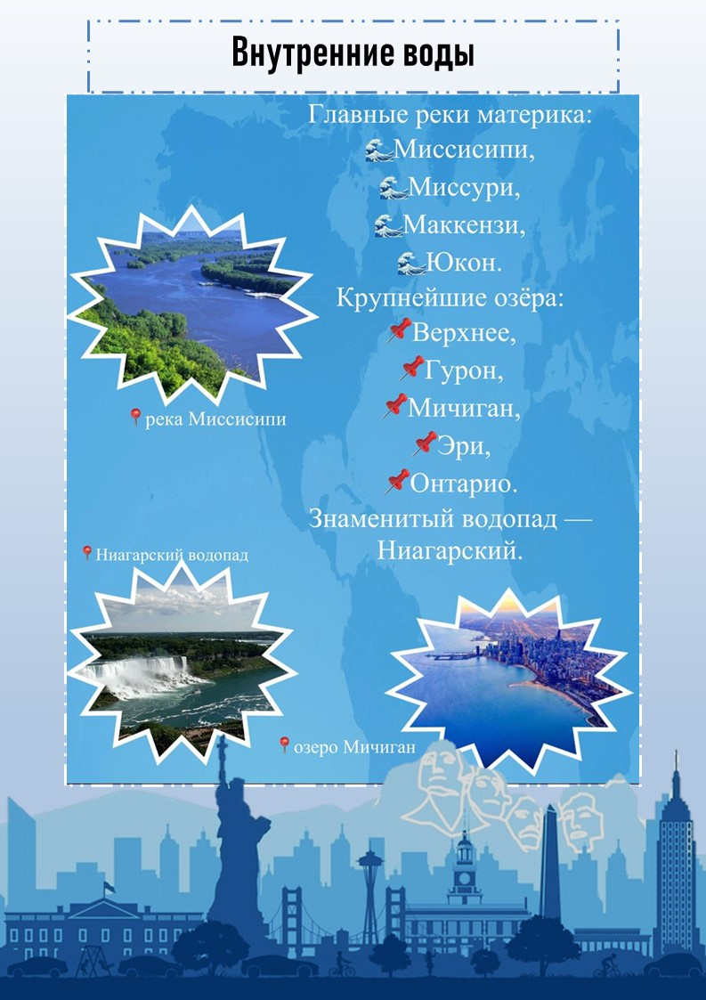 Внутренние воды
Главные реки материка:
Миссисипи,
Миссури,
Маккензи,
Юкон.
Крупнейшие озёра:
Верхнее,
Гурон,
Мичиган,
Эри,
Онтарио.
Знаменитый водопад —
Ниагарский.
река Миссисипи
Ниагарский водопад
озеро Мичиган